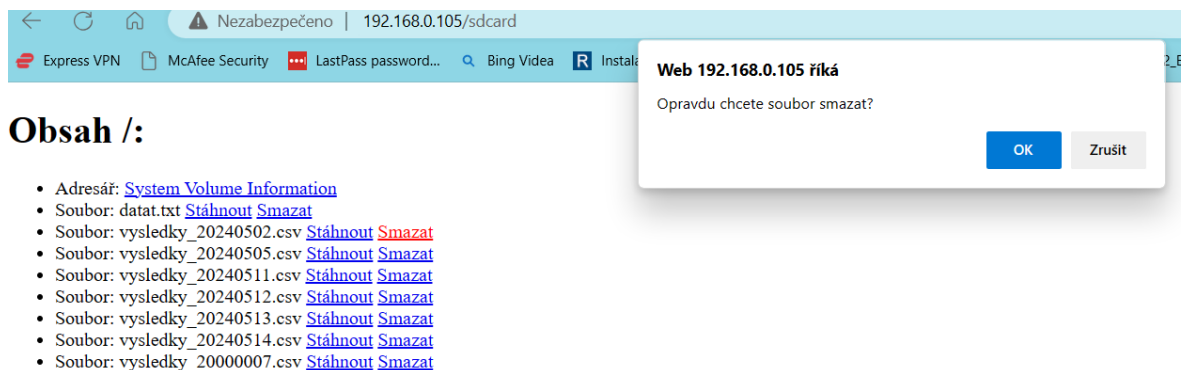 Nezabezpečeno | 192.168.0.105/sdcard
Express VPN McAfee Security LastPass password... Bing Videa R Instala
Web 192.168.0.105 říká
Opravdu chcete soubor smazat?
OK Zrušit
Obsah /:
Adresář: System Volume Information
Soubor: datat.txt Stáhnout Smazat
Soubor: vysledky_20240502.csv Stáhnout Smazat
Soubor: vysledky_20240505.csv Stáhnout Smazat
Soubor: vysledky_20240511.csv Stáhnout Smazat
Soubor: vysledky_20240512.csv Stáhnout Smazat
Soubor: vysledky_20240513.csv Stáhnout Smazat
Soubor: vysledky_20240514.csv Stáhnout Smazat
Soubor: vysledky_20000007.csv Stáhnout Smazat